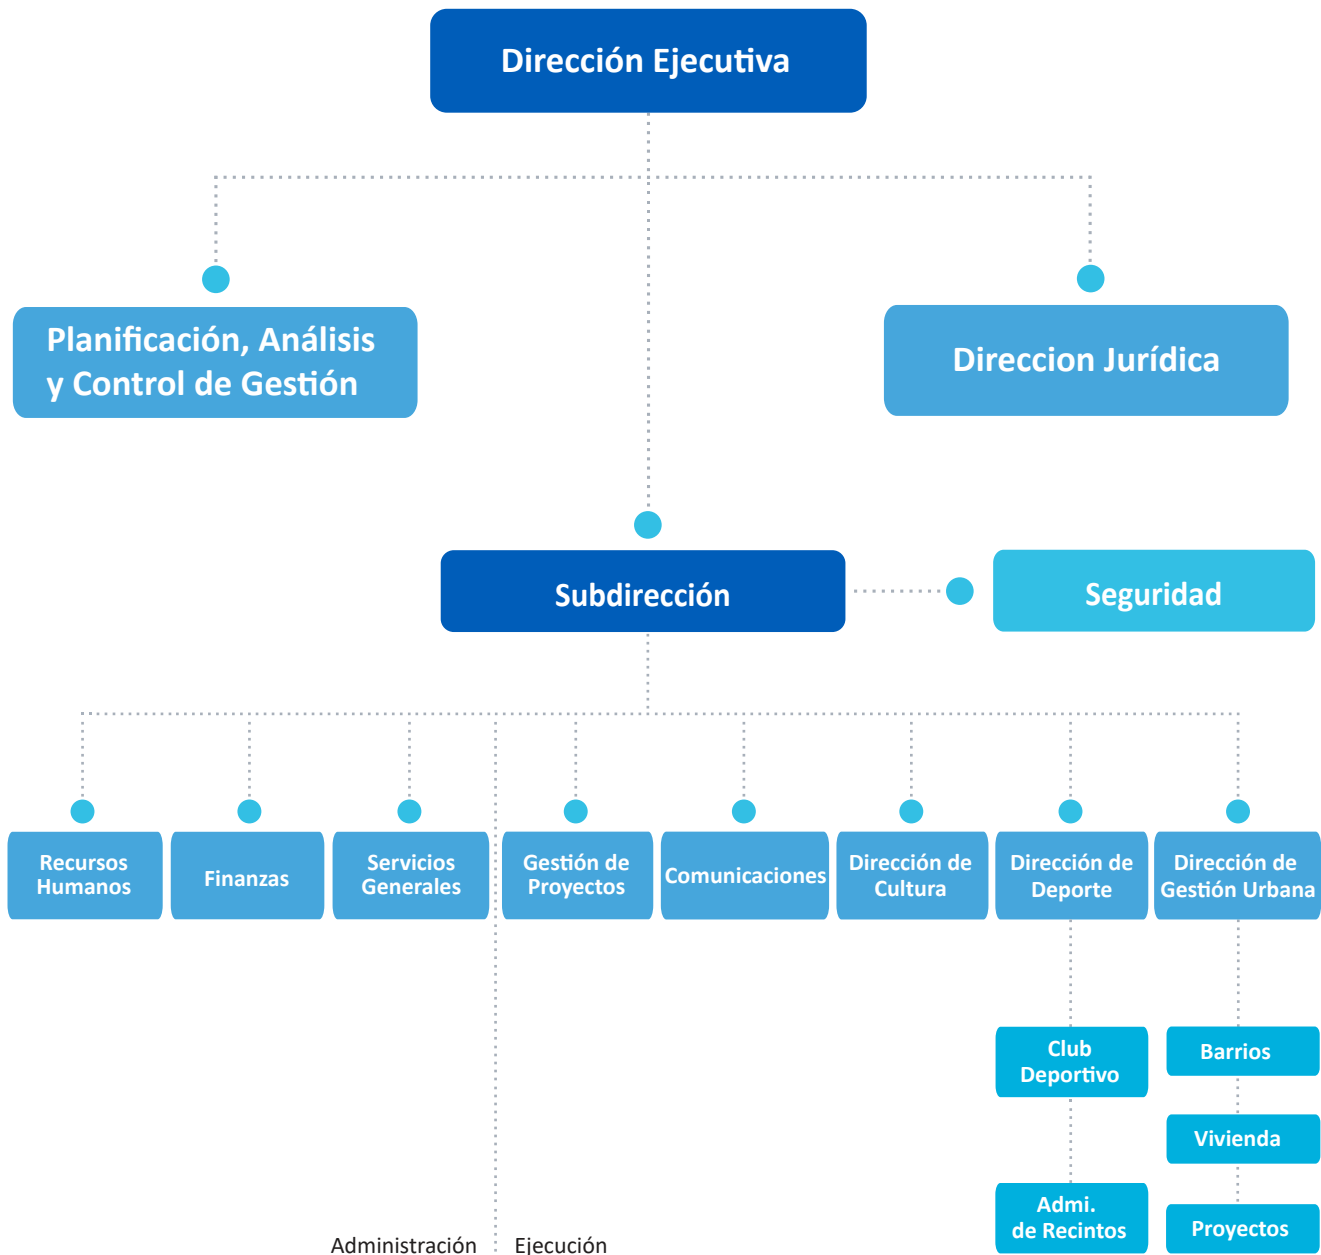 Dirección Ejecutiva
Planificación, Análisis
y Control de Gestión
Direccion Jurídica
Subdirección
Seguridad
Recursos
Humanos
Finanzas
Servicios
Generales
Gestión de
Proyectos
Comunicaciones
Dirección de
Cultura
Dirección de
Deporte
Dirección de
Gestión Urbana
Club
Deportivo
Admi.
de Recintos
Barrios
Vivienda
Proyectos
Administración
Ejecución